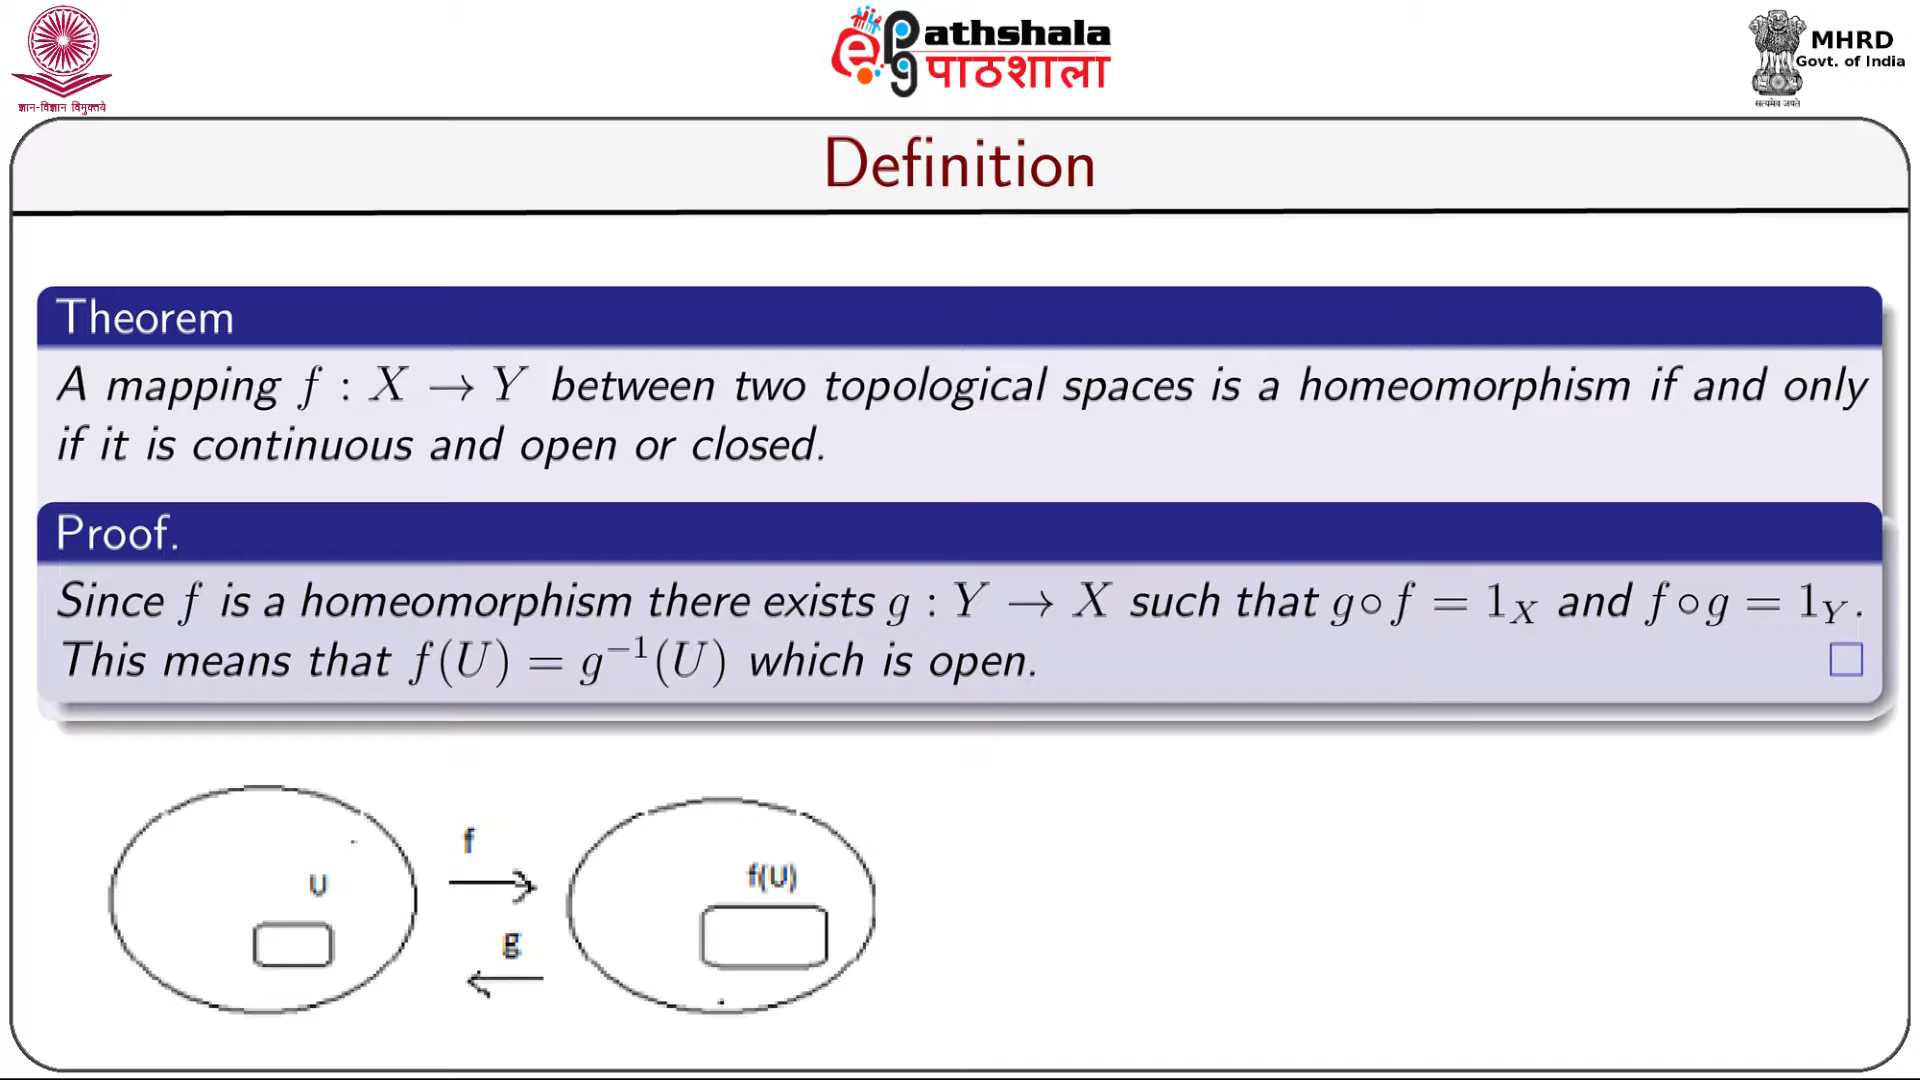 ज्ञान-विज्ञान विमुक्तये
ePG athshala
पाठशाला
MHRD
Govt. of India
सत्यमेव जयते
Definition
Theorem
A mapping f : X → Y between two topological spaces is a homeomorphism if and only
if it is continuous and open or closed.
Proof.
Since f is a homeomorphism there exists g : Y → X such that g∘f = 1_X and f∘g = 1_Y.
This means that f(U) = g⁻¹(U) which is open. □
f
U
f(U)
g